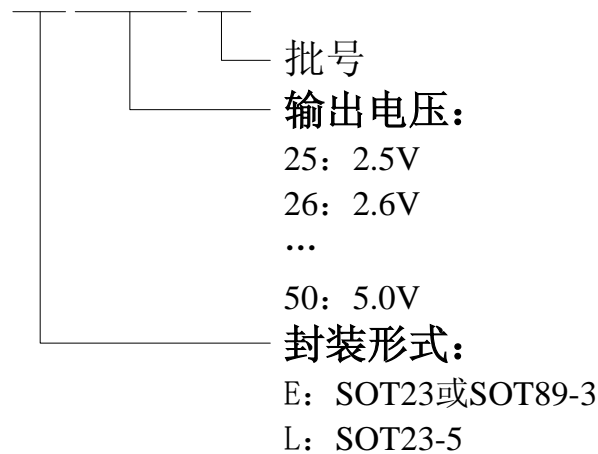 批号
输出电压：
25：2.5V
26：2.6V
…
50：5.0V
封装形式：
E：SOT23或SOT89-3
L：SOT23-5